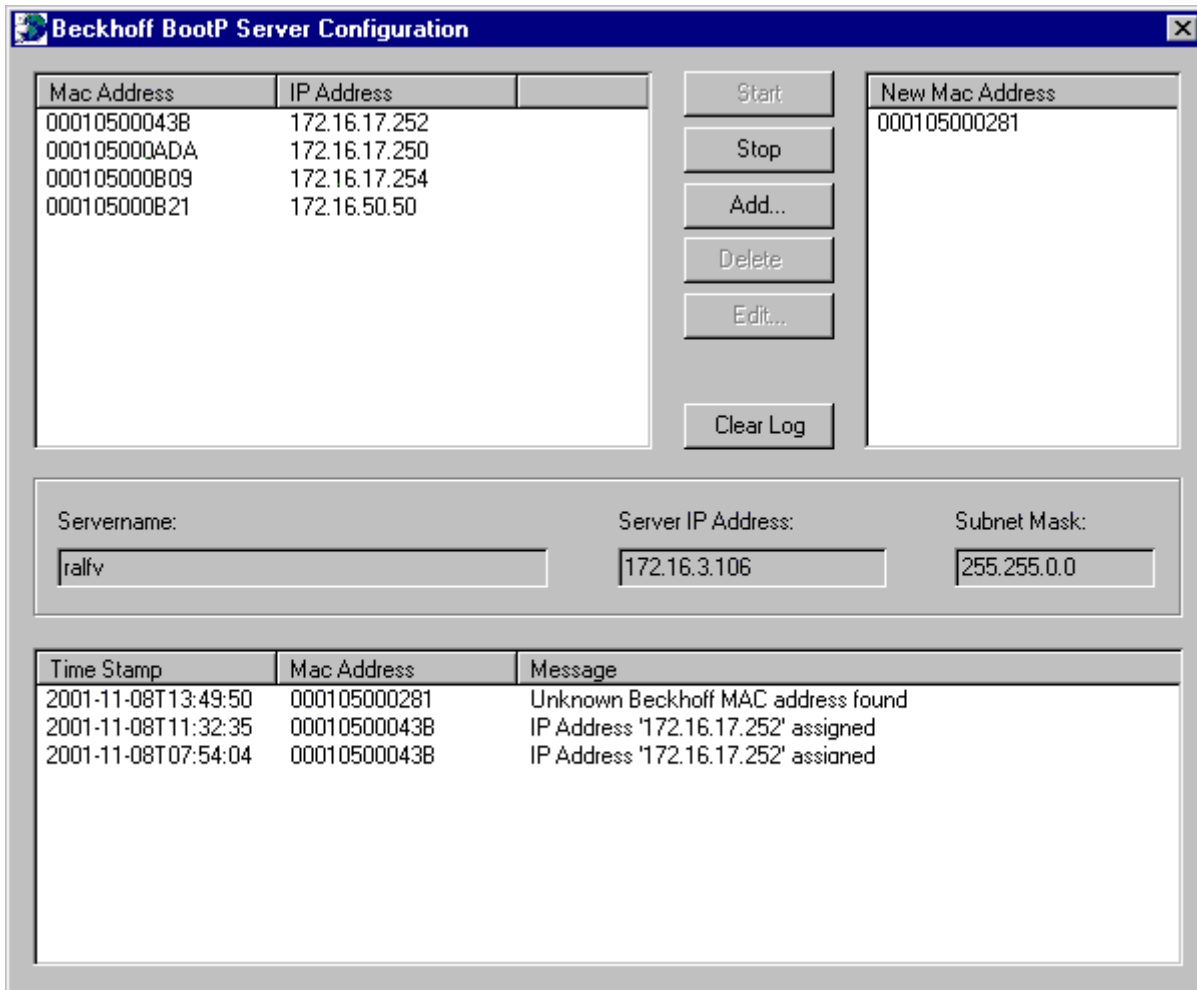 Beckhoff BootP Server Configuration
Mac Address IP Address
00010500043B 172.16.17.252
000105000ADA 172.16.17.250
000105000B09 172.16.17.254
000105000B21 172.16.50.50
Start
Stop
Add...
Delete
Edit...
Clear Log
New Mac Address
000105000281
Servername: Server IP Address: Subnet Mask:
ralfv 172.16.3.106 255.255.0.0
Time Stamp Mac Address Message
2001-11-08T13:49:50 000105000281 Unknown Beckhoff MAC address found
2001-11-08T11:32:35 00010500043B IP Address '172.16.17.252' assigned
2001-11-08T07:54:04 00010500043B IP Address '172.16.17.252' assigned